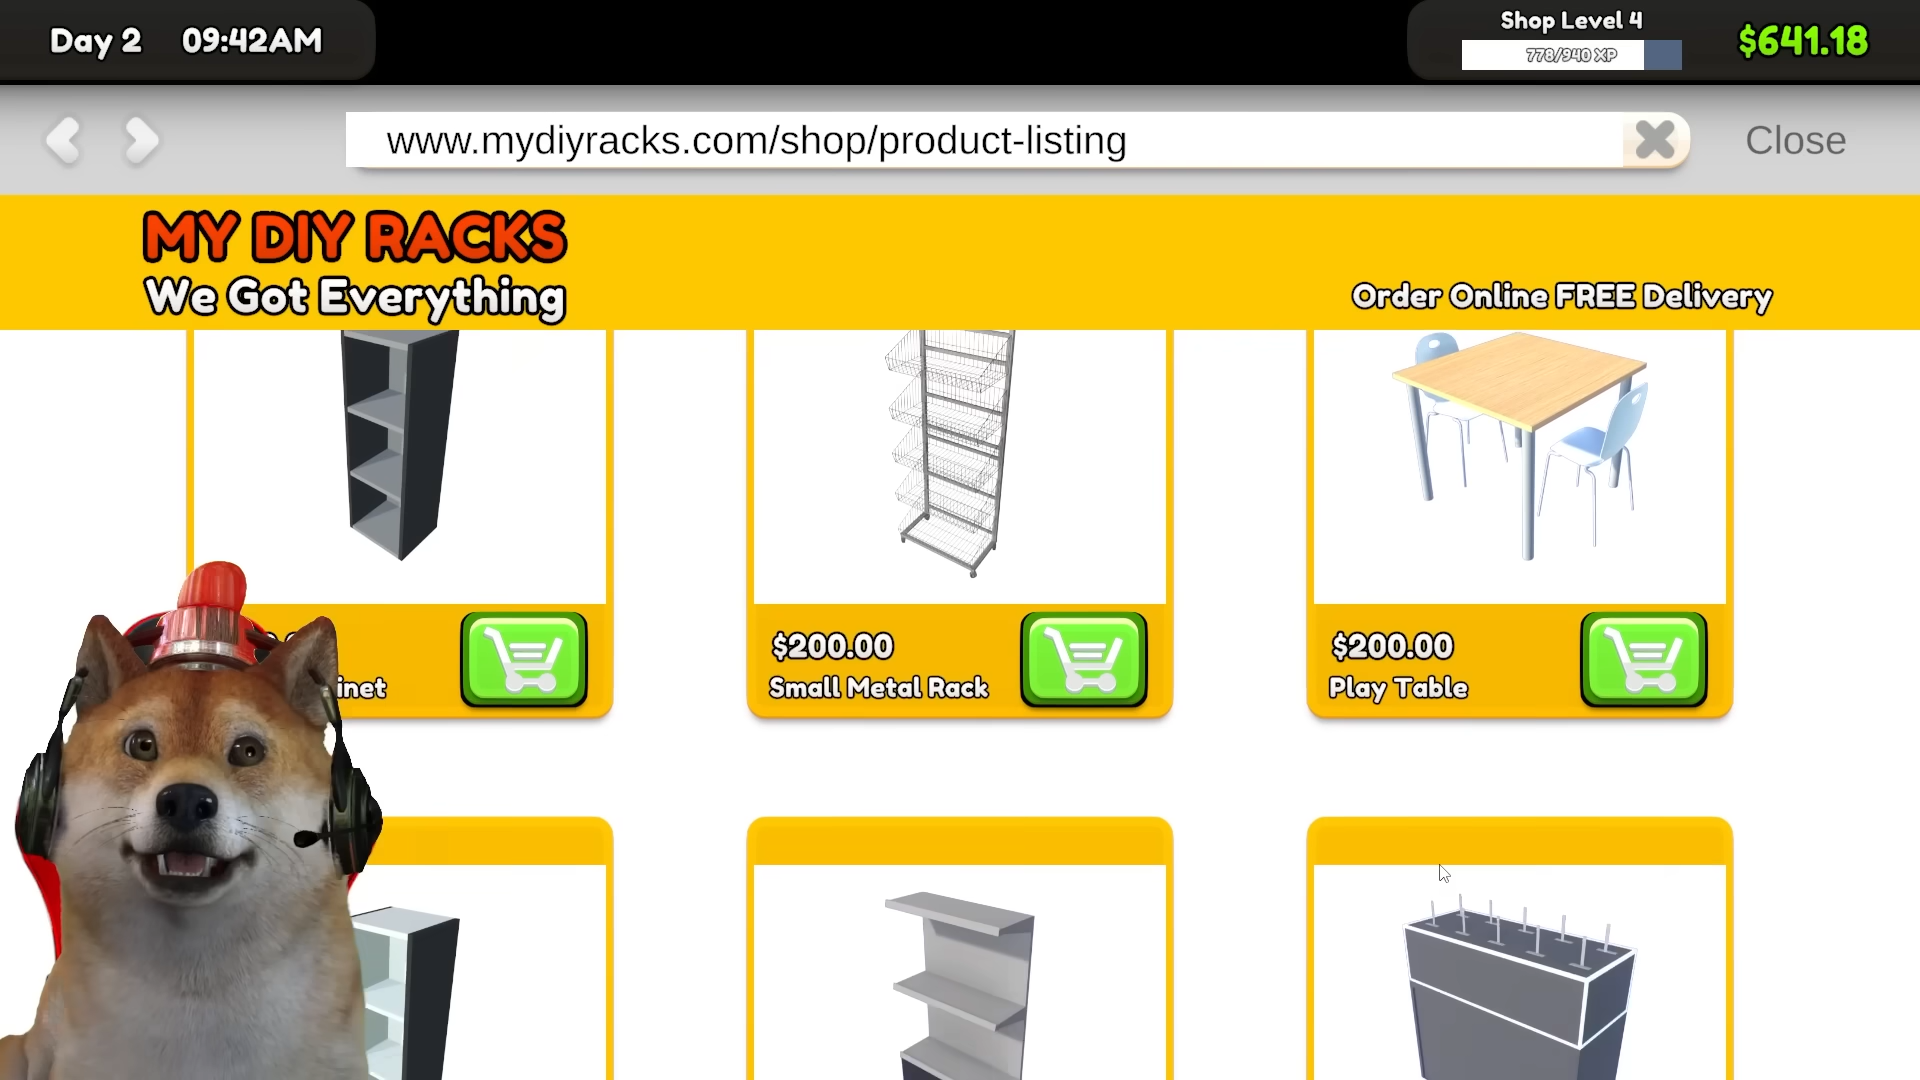 Day 2 09:42AM
Shop Level 4
778/940 XP
$641.18
www.mydiyracks.com/shop/product-listing
Close
MY DIY RACKS
We Got Everything
Order Online FREE Delivery
inet
$200.00
Small Metal Rack
$200.00
Play Table